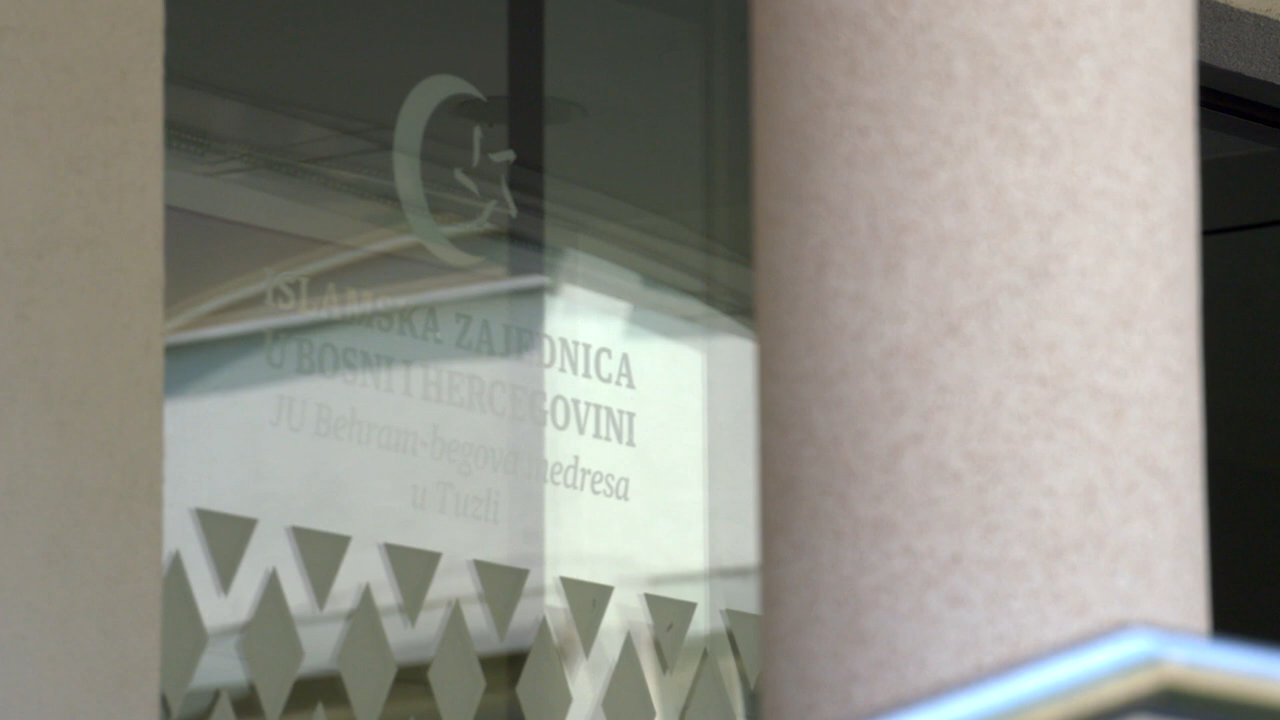 ISLAMSKA ZAJEDNICA
U BOSNI I HERCEGOVINI
JU Behram-begova medresa
u Tuzli